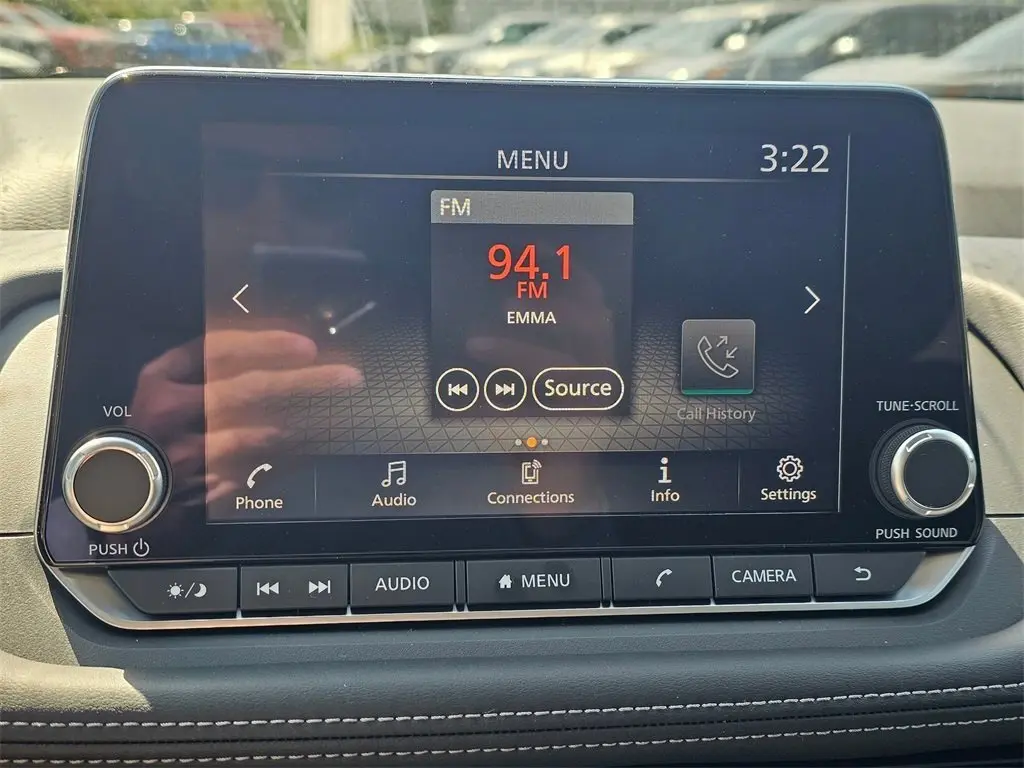 MENU
3:22
FM
94.1
FM
EMMA
Source
Call History
VOL
TUNE·SCROLL
Phone
Audio
Connections
Info
Settings
PUSH
PUSH SOUND
AUDIO
MENU
CAMERA